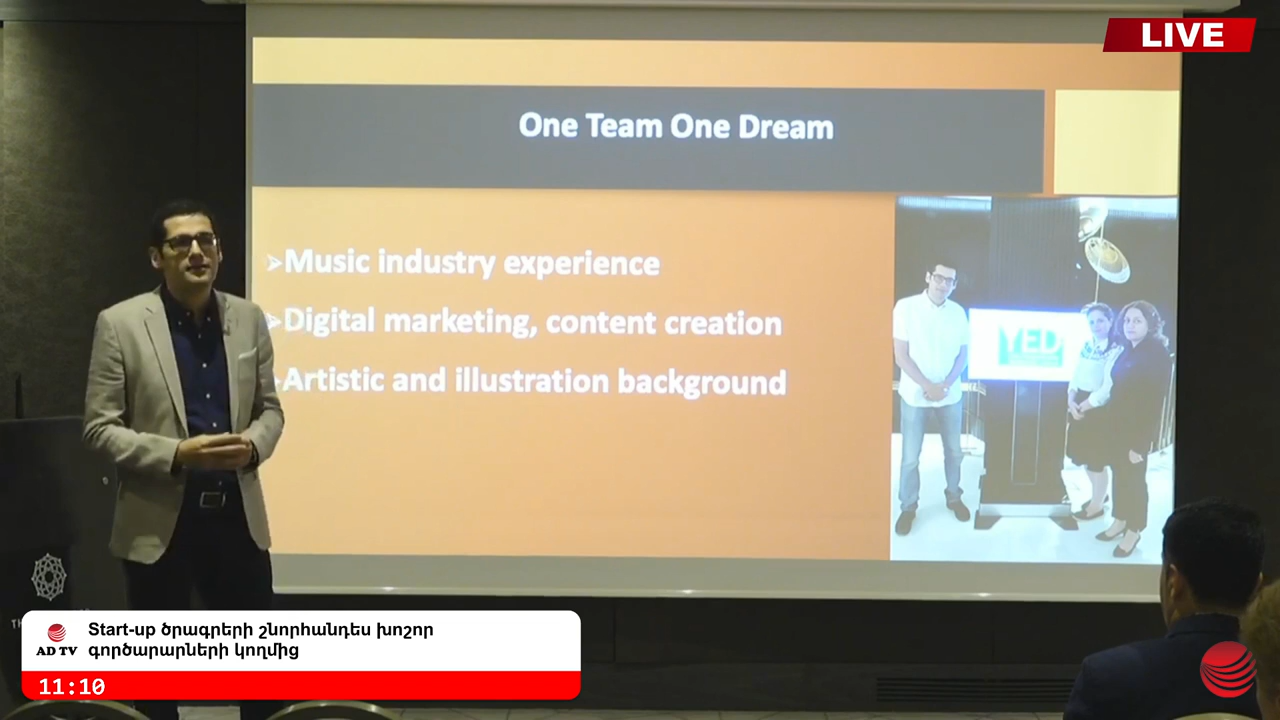 LIVE
One Team One Dream
➢Music industry experience
➢Digital marketing, content creation
➢Artistic and illustration background
YED
AD TV
Start-up ծրագրերի շնորհանդես խոշոր
գործարարների կողմից
11:10